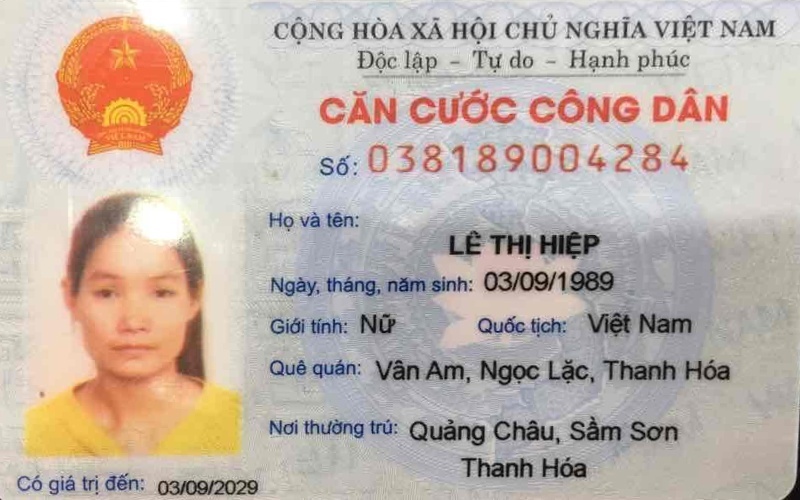 CỘNG HÒA XÃ HỘI CHỦ NGHĨA VIỆT NAM
Độc lập - Tự do - Hạnh phúc
CĂN CƯỚC CÔNG DÂN
Số: 038189004284
Họ và tên:
LÊ THỊ HIỆP
Ngày, tháng, năm sinh: 03/09/1989
Giới tính: Nữ Quốc tịch: Việt Nam
Quê quán: Vân Am, Ngọc Lặc, Thanh Hóa
Nơi thường trú: Quảng Châu, Sầm Sơn
Thanh Hóa
Có giá trị đến: 03/09/2029